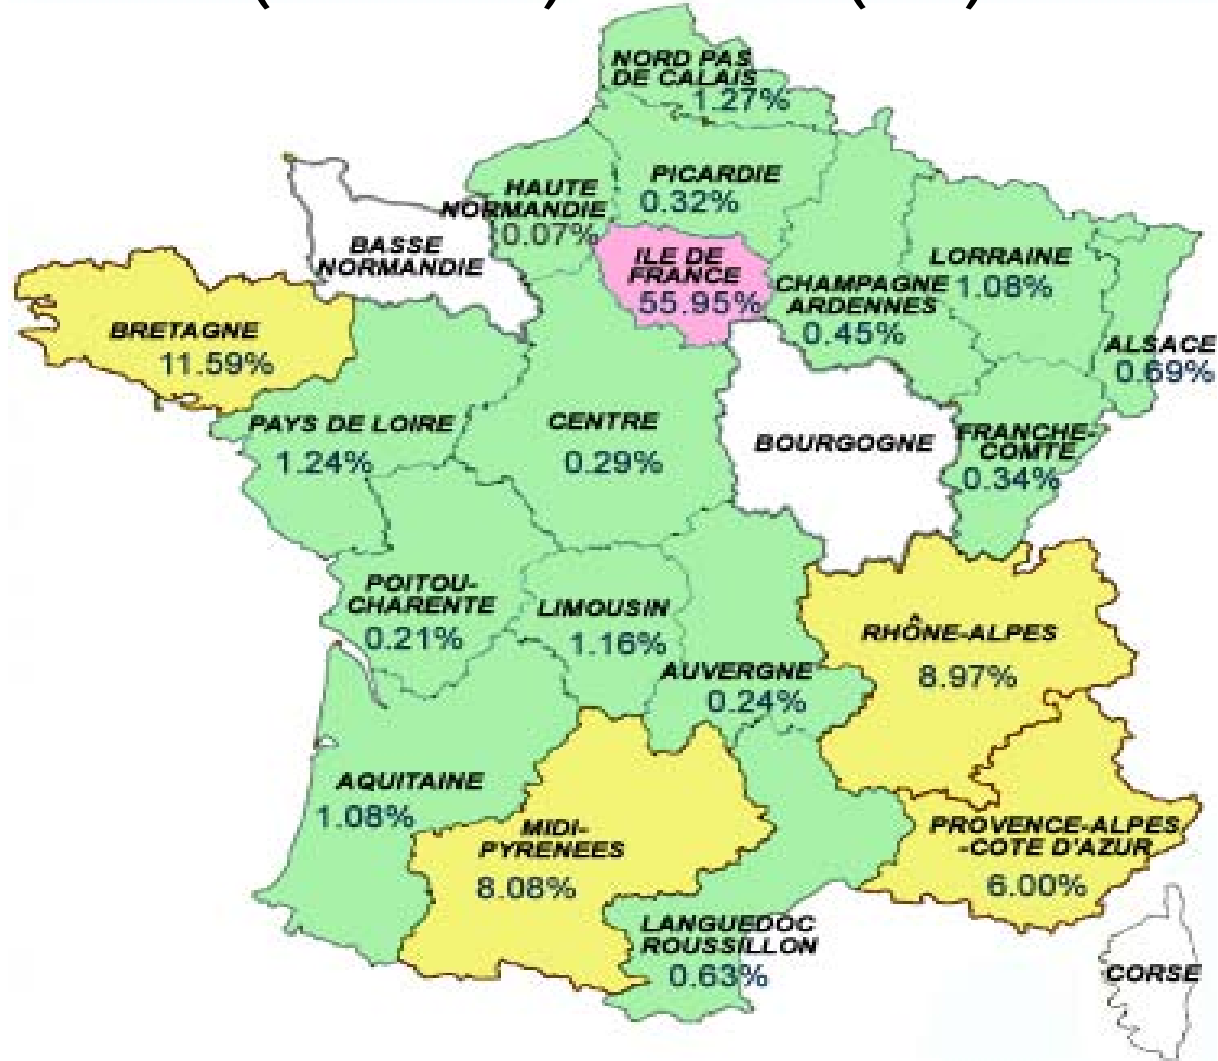 NORD PAS
DE CALAIS
1.27%
PICARDIE
0.32%
HAUTE
NORMANDIE
0.07%
BASSE
NORMANDIE
ILE DE
FRANCE
55.95%
CHAMPAGNE
ARDENNES
0.45%
LORRAINE
1.08%
ALSACE
0.69%
BRETAGNE
11.59%
PAYS DE LOIRE
1.24%
CENTRE
0.29%
BOURGOGNE
FRANCHE-
COMTE
0.34%
POITOU-
CHARENTE
0.21%
LIMOUSIN
1.16%
AUVERGNE
0.24%
RHÔNE-ALPES
8.97%
AQUITAINE
1.08%
MIDI-
PYRENEES
8.08%
PROVENCE-ALPES
-COTE D'AZUR
6.00%
LANGUEDOC
ROUSSILLON
0.63%
CORSE